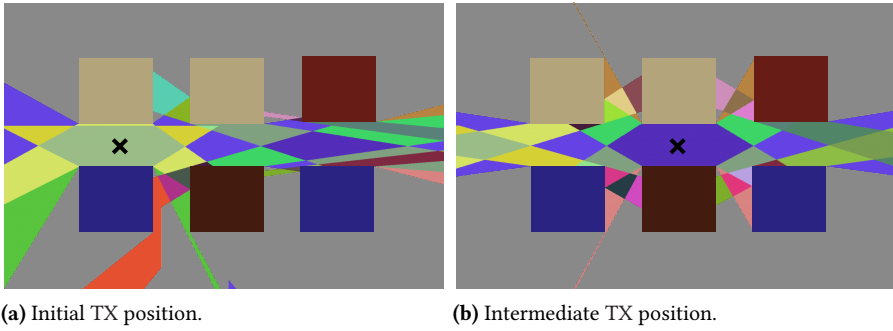 (a) Initial TX position.
(b) Intermediate TX position.